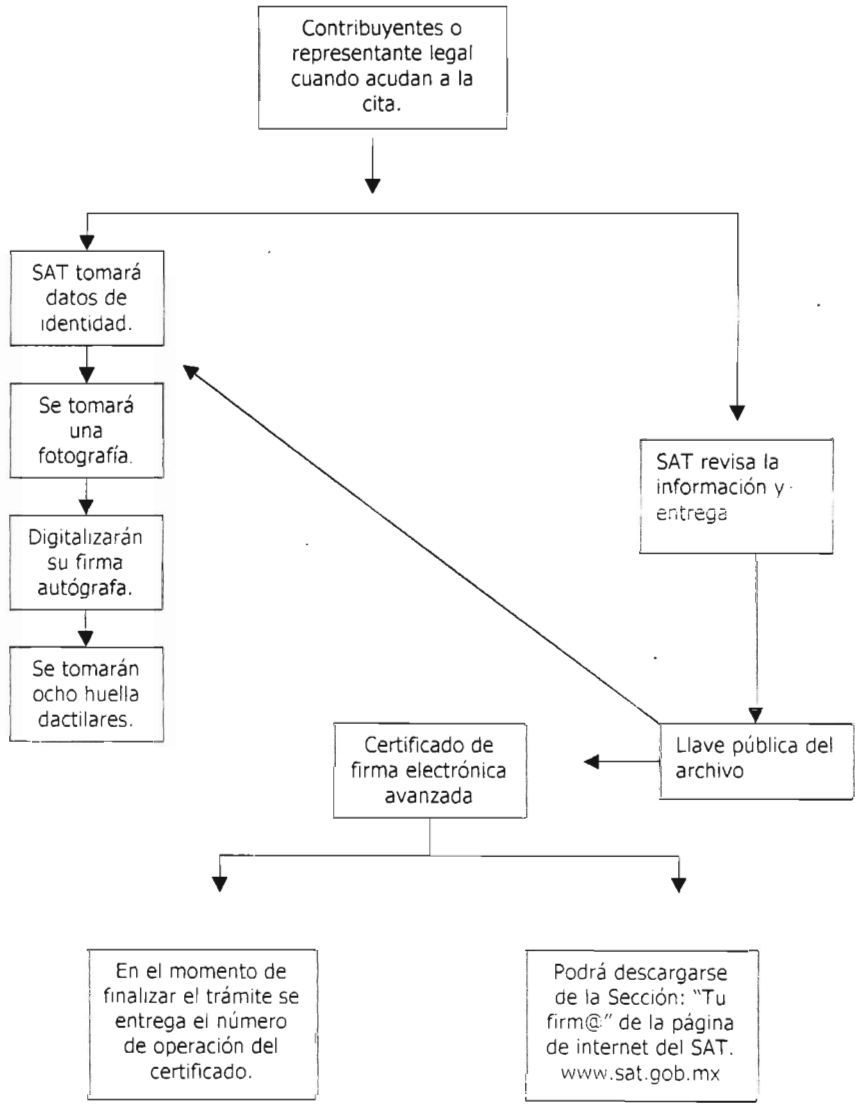 Contribuyentes o
representante legal
cuando acudan a la
cita.
SAT tomará
datos de
identidad.
Se tomará
una
fotografía.
Digitalizarán
su firma
autógrafa.
Se tomarán
ocho huella
dactilares.
SAT revisa la
información y
entrega
Llave pública del
archivo
Certificado de
firma electrónica
avanzada
En el momento de
finalizar el trámite se
entrega el número
de operación del
certificado.
Podrá descargarse
de la Sección: "Tu
firm@" de la página
de internet del SAT.
www.sat.gob.mx